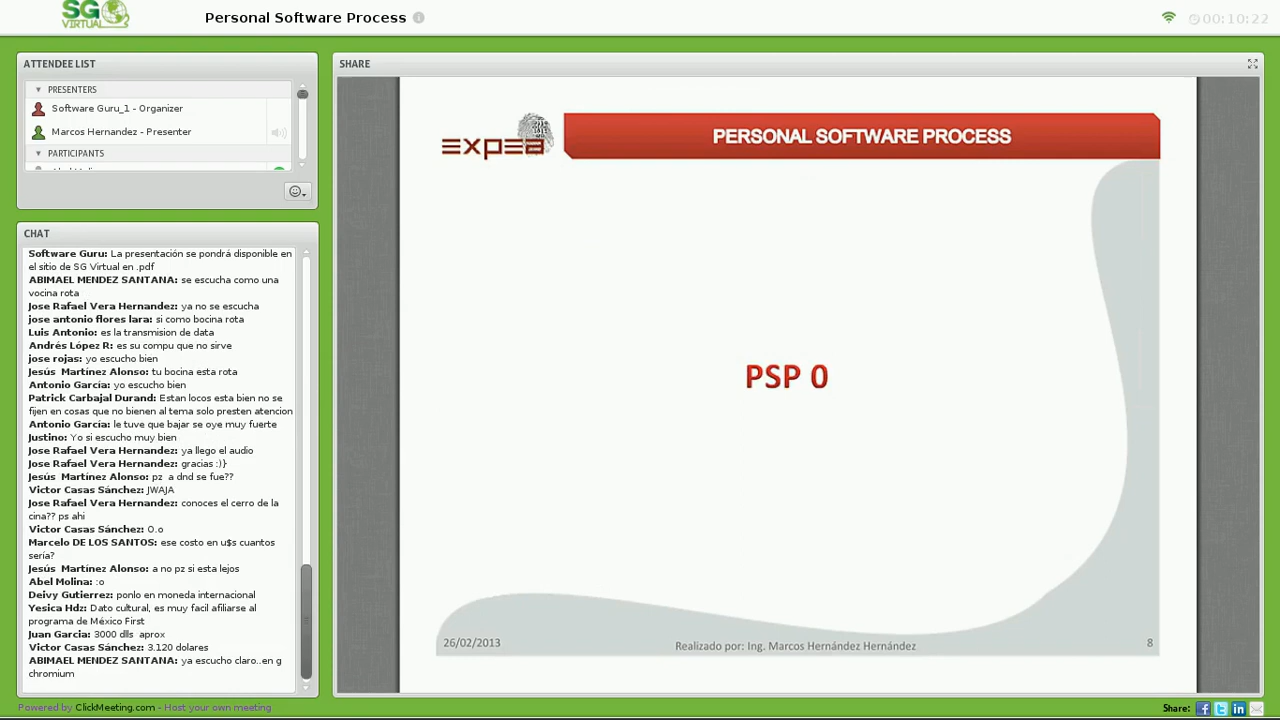 SG
VIRTUAL
Personal Software Process
00:10:22
ATTENDEE LIST
PRESENTERS
Software Guru_1 - Organizer
Marcos Hernandez - Presenter
PARTICIPANTS
CHAT
Software Guru: La presentación se pondrá disponible en
el sitio de SG Virtual en .pdf
ABIMAEL MENDEZ SANTANA: se escucha como una
vocina rota
Jose Rafael Vera Hernandez: ya no se escucha
jose antonio flores lara: si como bocina rota
Luis Antonio: es la transmision de data
Andrés López R: es su compu que no sirve
jose rojas: yo escucho bien
Jesús Martínez Alonso: tu bocina esta rota
Antonio García: yo escucho bien
Patrick Carbajal Durand: Estan locos esta bien no se
fijen en cosas que no bienen al tema solo presten atencion
Antonio García: le tuve que bajar se oye muy fuerte
Justino: Yo si escucho muy bien
Jose Rafael Vera Hernandez: ya llego el audio
Jose Rafael Vera Hernandez: gracias :)}
Jesús Martínez Alonso: pz a dnd se fue??
Victor Casas Sánchez: JWAJA
Jose Rafael Vera Hernandez: conoces el cerro de la
cina?? ps ahi
Victor Casas Sánchez: O.o
Marcelo DE LOS SANTOS: ese costo en u$s cuantos
sería?
Jesús Martínez Alonso: a no pz si esta lejos
Abel Molina: :o
Deivy Gutierrez: ponlo en moneda internacional
Yesica Hdz: Dato cultural, es muy facil afiliarse al
programa de México First
Juan Garcia: 3000 dlls aprox
Victor Casas Sánchez: 3.120 dolares
ABIMAEL MENDEZ SANTANA: ya escucho claro..en g
chromium
SHARE
PERSONAL SOFTWARE PROCESS
PSP 0
26/02/2013
Realizado por: Ing. Marcos Hernández Hernández
8
Powered by ClickMeeting.com - Host your own meeting
Share: